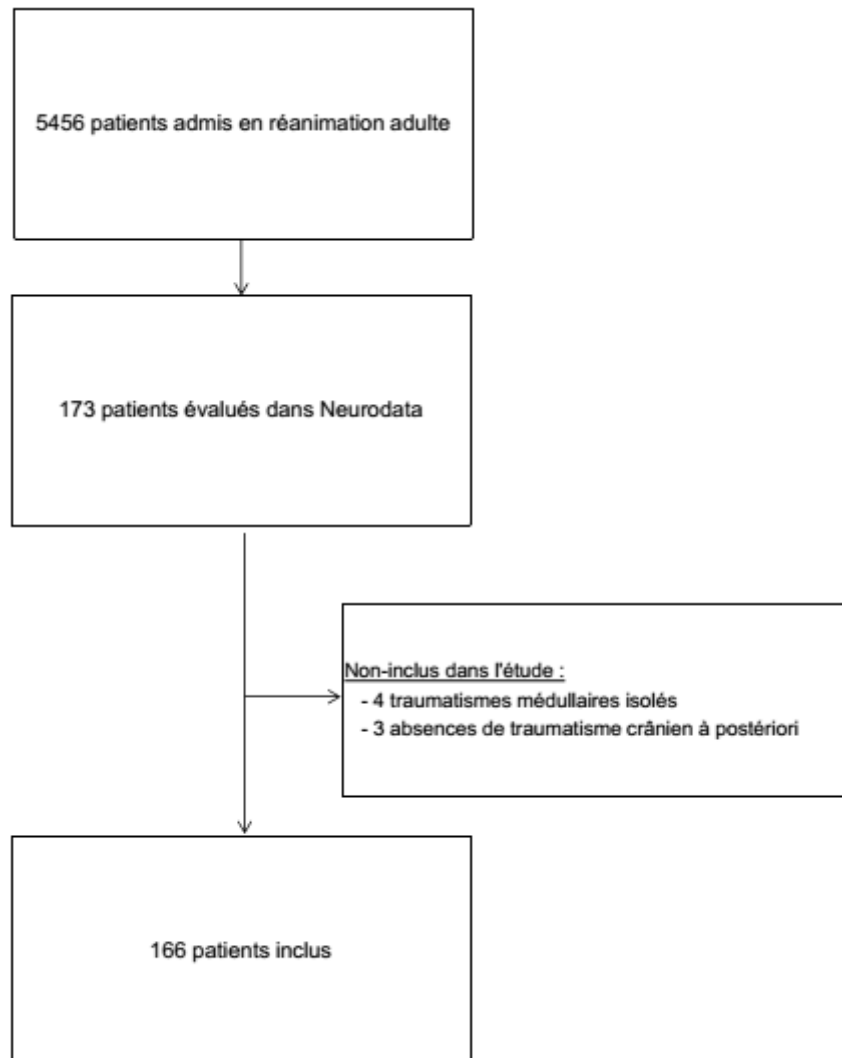 5456 patients admis en réanimation adulte
173 patients évalués dans Neurodata
Non-inclus dans l'étude :
- 4 traumatismes médullaires isolés
- 3 absences de traumatisme crânien à postériori
166 patients inclus